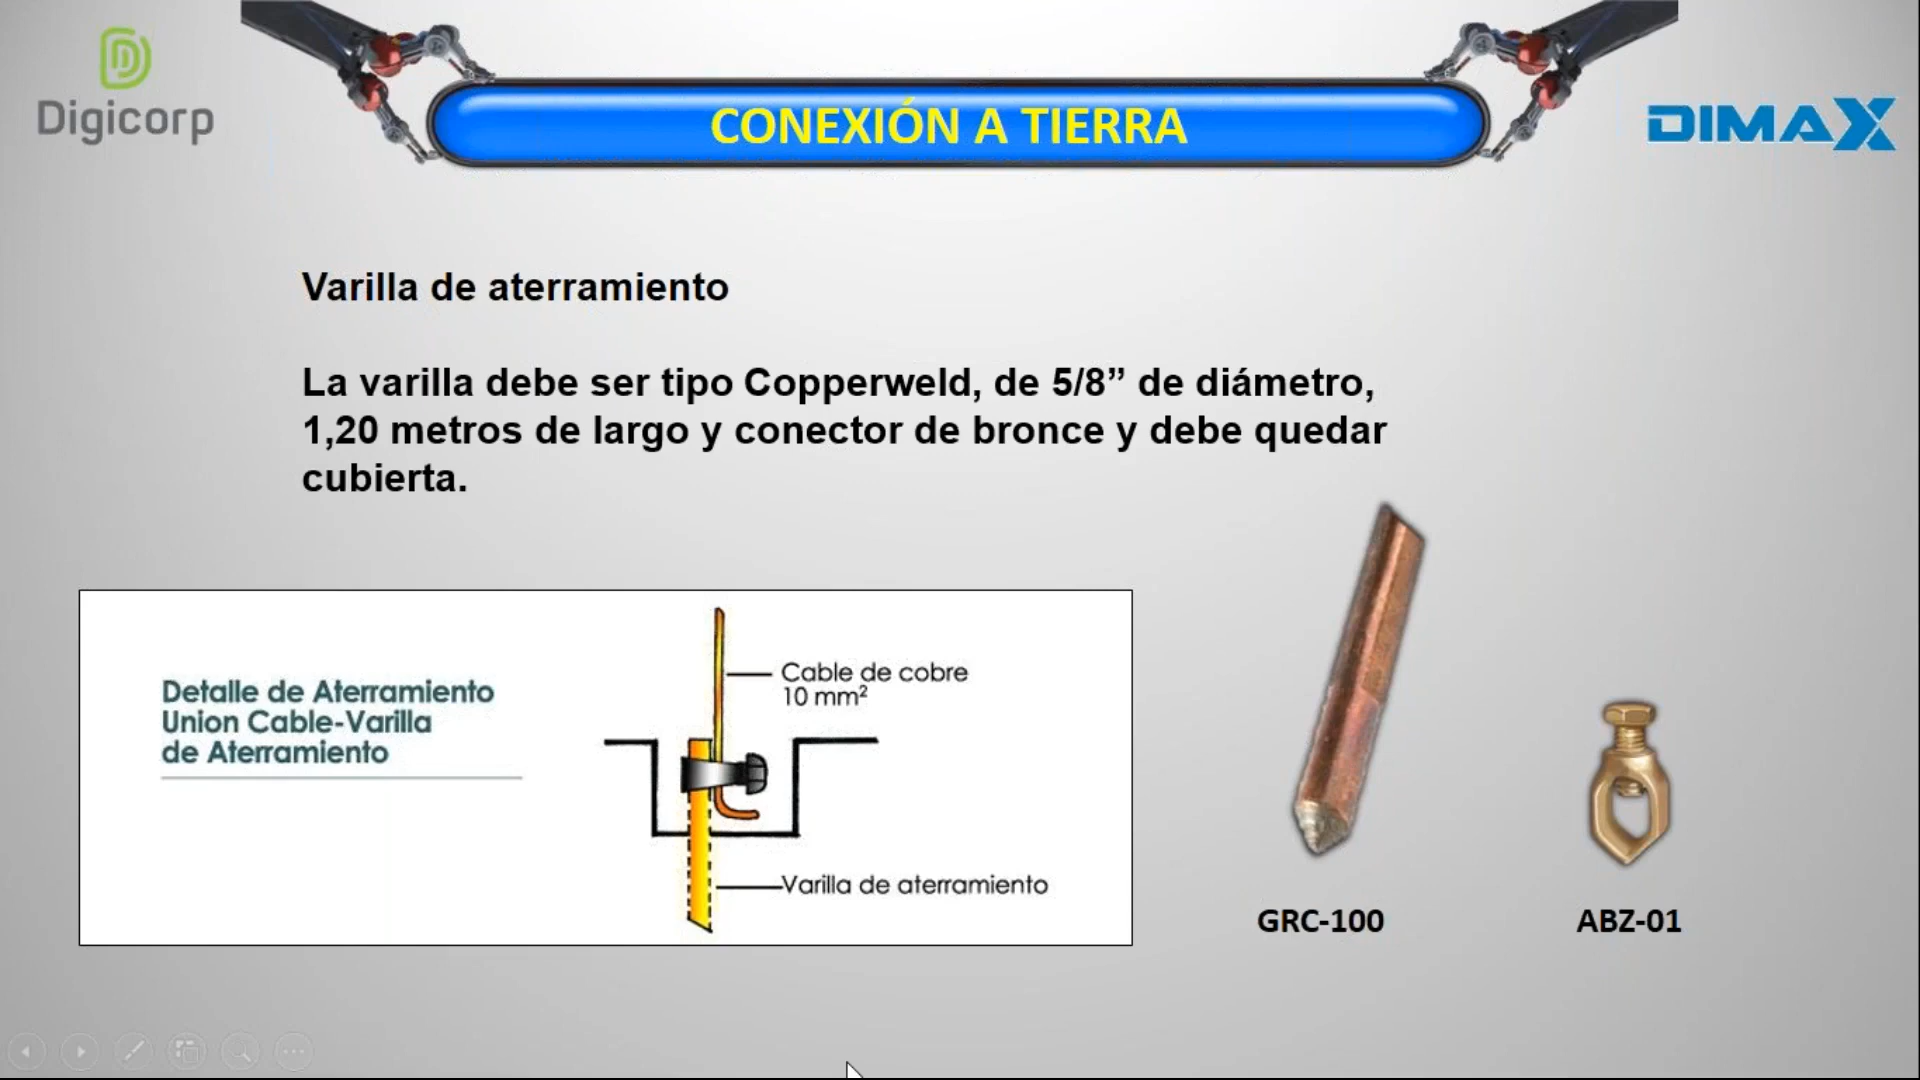 Digicorp
CONEXIÓN A TIERRA
DIMAX
Varilla de aterramiento
La varilla debe ser tipo Copperweld, de 5/8” de diámetro,
1,20 metros de largo y conector de bronce y debe quedar
cubierta.
Detalle de Aterramiento
Union Cable-Varilla
de Aterramiento
Cable de cobre
10 mm²
Varilla de aterramiento
GRC-100
ABZ-01